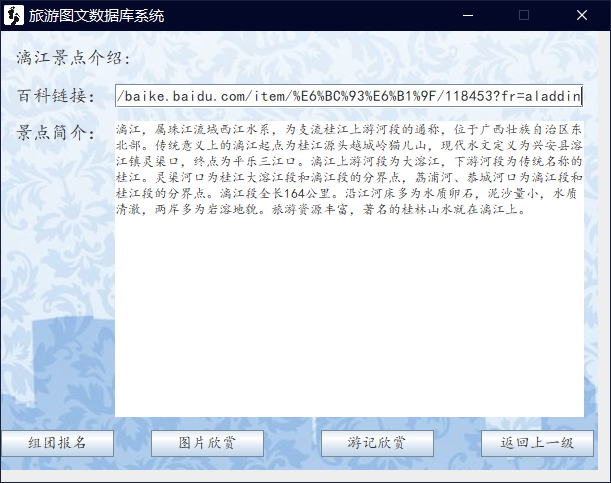 旅游图文数据库系统
漓江景点介绍:
百科链接: /baike.baidu.com/item/%E6%BC%93%E6%B1%9F/118453?fr=aladdin
景点简介: 漓江，属珠江流域西江水系，为支流桂江上游河段的通称，位于广西壮族自治区东
北部。传统意义上的漓江起点为桂江源头越城岭猫儿山，现代水文定义为兴安县溶
江镇灵渠口，终点为平乐三江口。漓江上游河段为大溶江，下游河段为传统名称的
桂江。灵渠河口为桂江大溶江段和漓江段的分界点，荔浦河、恭城河口为漓江段和
桂江段的分界点。漓江段全长164公里。沿江河床多为水质卵石，泥沙量小，水质
清澈，两岸多为岩溶地貌。旅游资源丰富，著名的桂林山水就在漓江上。
组团报名 图片欣赏 游记欣赏 返回上一级